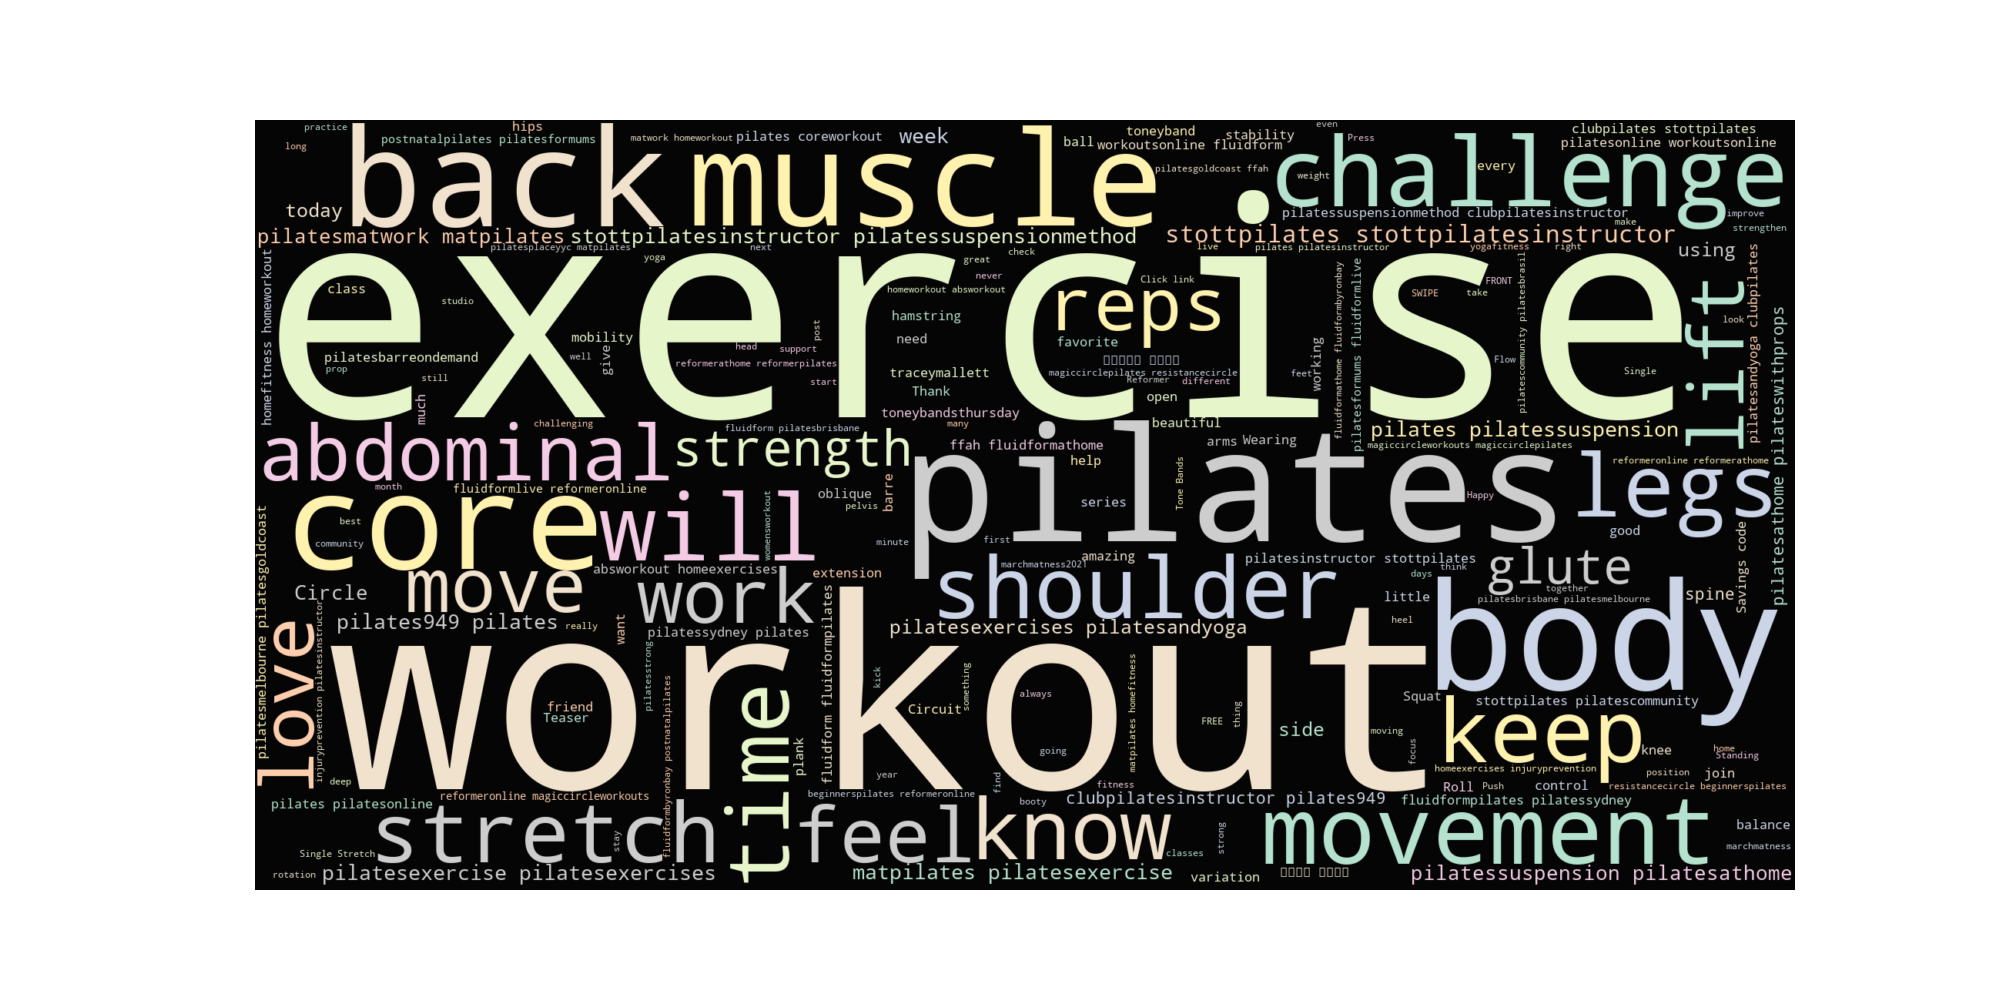 practice
hips
long
postnatalpilates pilatesformums
back
today
matwork homeworkout
pilates coreworkout
week
muscle
ball
toneyband
workoutsonline fluidform
stability
pilatesgoldcoast ffah
even
Press
weight
challenge
every
clubpilates stottpilates
pilatesonline workoutsonline
pilatessuspensionmethod clubpilatesinstructor
make
improve
strengthen
pilatesmatwork matpilates
stottpilatesinstructor pilatessuspensionmethod
stottpilates stottpilatesinstructor
using
pilatesplaceyyc matpilates
next
yoga
great
check
live
pilates pilatesinstructor
yogafitness
right
homefitness homeworkout
exercise
class
studio
never
homeworkout absworkout
Click link
reps
SWIPE
take
FRONT
lift
look
pilatesandyoga clubpilates
pilatesathome pilateswithprops
hamstring
mobility
post
need
favorite
head
support
pilatesbarreondemand
prop
well
give
still
reformerathome reformerpilates
start
traceymallett
Thank
magiccirclepilates resistancecircle
Reformer
different
open
feet
working
fluidformathome fluidformbyronbay
pilatesformums fluidformlive
Flow
pilatescommunity pilatesbrasil
Single
much
challenging
toneybandsthursday
many
beautiful
abdominal
strength
fluidform pilatesbrisbane
ffah fluidformathome
help
arms
Wearing
pilates pilatessuspension
magiccircleworkouts magiccirclepilates
reformeronline reformerathome
month
fluidformlive reformeronline
oblique
pelvis
barre
pilates
series
Tone Bands
Happy
legs
good
core
best
community
will
womensworkout
minute
first
marchmatness2021
amazing
pilatesinstructor stottpilates
days
think
glute
together
pilatesbrisbane pilatesmelbourne
Savings code
pilatesmelbourne pilatesgoldcoast
absworkout homeexercises
extension
Circle
move
work
shoulder
little
body
spine
pilates949 pilates
really
want
pilatessydney pilates
pilatesexercises pilatesandyoga
heel
love
injuryprevention pilatesinstructor
workout
friend
Teaser
pilatesstrong
fluidformbyronbay postnatalpilates
time
plank
fluidform fluidformpilates
kick
Circuit
something
always
going
matpilates homefitness
FREE
thing
side
Squat
moving
focus
stottpilates pilatescommunity
keep
knee
home
Standing
homeexercises injuryprevention
position
join
deep
year
find
fitness
Roll
Push
control
resistancecircle beginnerspilates
pilates pilatesonline
reformeronline magiccircleworkouts
beginnerspilates reformeronline
booty
clubpilatesinstructor pilates949
fluidformpilates pilatessydney
stretch
stay
feel
know
classes
strong
movement
balance
marchmatness
Single Stretch
rotation
pilatesexercise pilatesexercises
matpilates pilatesexercise
variation
pilatessuspension pilatesathome